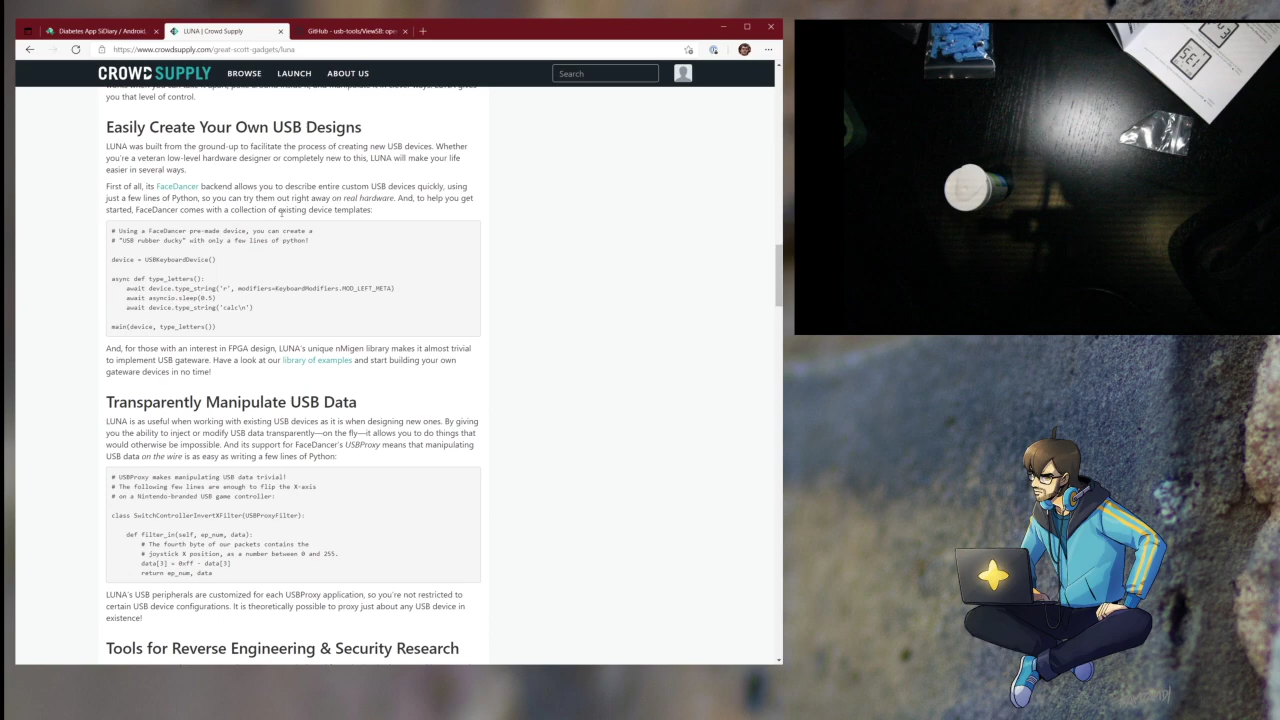 Diabetes App SiDiary / Android.
LUNA | Crowd Supply
GitHub - usb-tools/ViewSB: ope
https://www.crowdsupply.com/great-scott-gadgets/luna
CROWD SUPPLY
BROWSE
LAUNCH
ABOUT US
Search
you that level of control.
Easily Create Your Own USB Designs
LUNA was built from the ground-up to facilitate the process of creating new USB devices. Whether
you're a veteran low-level hardware designer or completely new to this, LUNA will make your life
easier in several ways.
First of all, its FaceDancer backend allows you to describe entire custom USB devices quickly, using
just a few lines of Python, so you can try them out right away on real hardware. And, to help you get
started, FaceDancer comes with a collection of existing device templates:
# Using a FaceDancer pre-made device, you can create a
# "USB rubber ducky" with only a few lines of python!
device = USBKeyboardDevice()
async def type_letters():
await device.type_string('r', modifiers=KeyboardModifiers.MOD_LEFT_META)
await asyncio.sleep(0.5)
await device.type_string('calc\n')
main(device, type_letters())
And, for those with an interest in FPGA design, LUNA's unique nMigen library makes it almost trivial
to implement USB gateware. Have a look at our library of examples and start building your own
gateware devices in no time!
Transparently Manipulate USB Data
LUNA is as useful when working with existing USB devices as it is when designing new ones. By giving
you the ability to inject or modify USB data transparently—on the fly—it allows you to do things that
would otherwise be impossible. And its support for FaceDancer's USBProxy means that manipulating
USB data on the wire is as easy as writing a few lines of Python:
# USBProxy makes manipulating USB data trivial!
# The following few lines are enough to flip the X-axis
# on a Nintendo-branded USB game controller:
class SwitchControllerInvertXFilter(USBProxyFilter):
def filter_in(self, ep_num, data):
# The fourth byte of our packets contains the
# joystick X position, as a number between 0 and 255.
data[3] = 0xff - data[3]
return ep_num, data
LUNA's USB peripherals are customized for each USBProxy application, so you're not restricted to
certain USB device configurations. It is theoretically possible to proxy just about any USB device in
existence!
Tools for Reverse Engineering & Security Research